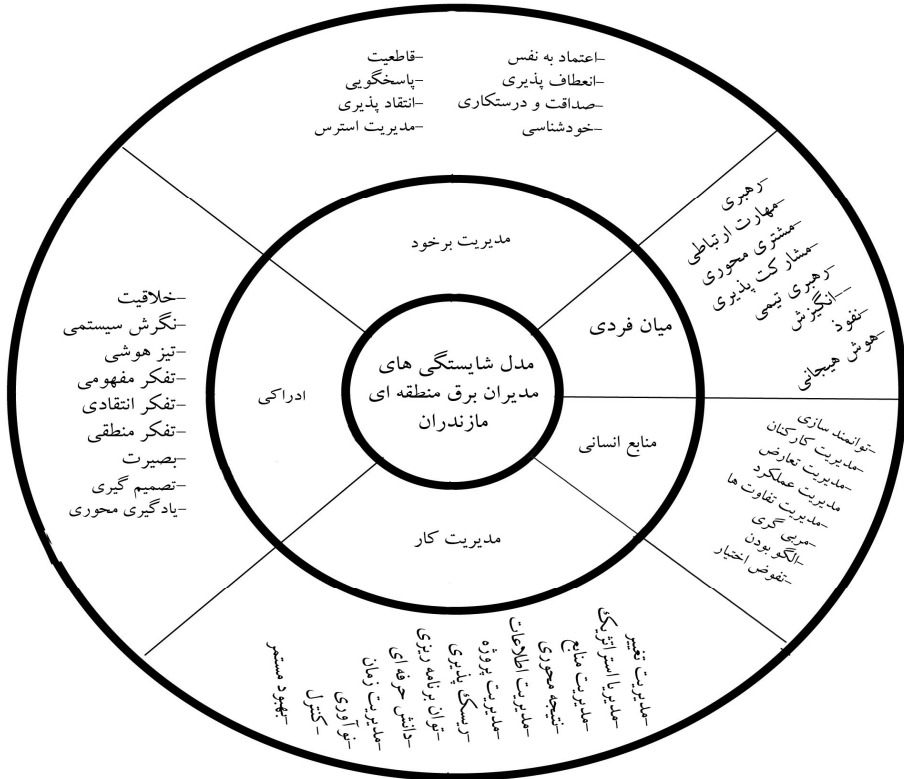 مدل شایستگی های
مدیران برق منطقه ای
مازندران
مدیریت برخود
میان فردی
منابع انسانی
مدیریت کار
ادراکی
-اعتماد به نفس
-انعطاف پذیری
-صداقت و درستکاری
-خودشناسی
-قاطعیت
-پاسخگویی
-انتقاد پذیری
-مدیریت استرس
-رهبری
-مهارت ارتباطی
-مشتری محوری
-مشارکت پذیری
-رهبری تیمی
--انگیزش
-نفوذ
-هوش هیجانی
-توانمند سازی
-مدیریت کارکنان
-مدیریت تعارض
مدیریت عملکرد
-مدیریت تفاوت ها
-مربی گری
-الگو بودن
-تفوض اختیار
-مدیریت تغییر
-مدیریا استراتژیک
-مدیریت منابع
-نتیجه محوری
-مدیریت اطلاعات
-مدیریت پروژه
-ریسک پذیری
-توان برنامه ریزی
-دانش حرفه ای
-مدیریت زمان
-نوآوری
-کنترل
-بهبود مستمر
-خلاقیت
-نگرش سیستمی
-تیز هوشی
-تفکر مفهومی
-تفکر انتقادی
-تفکر منطقی
-بصیرت
-تصمیم گیری
-یادگیری محوری